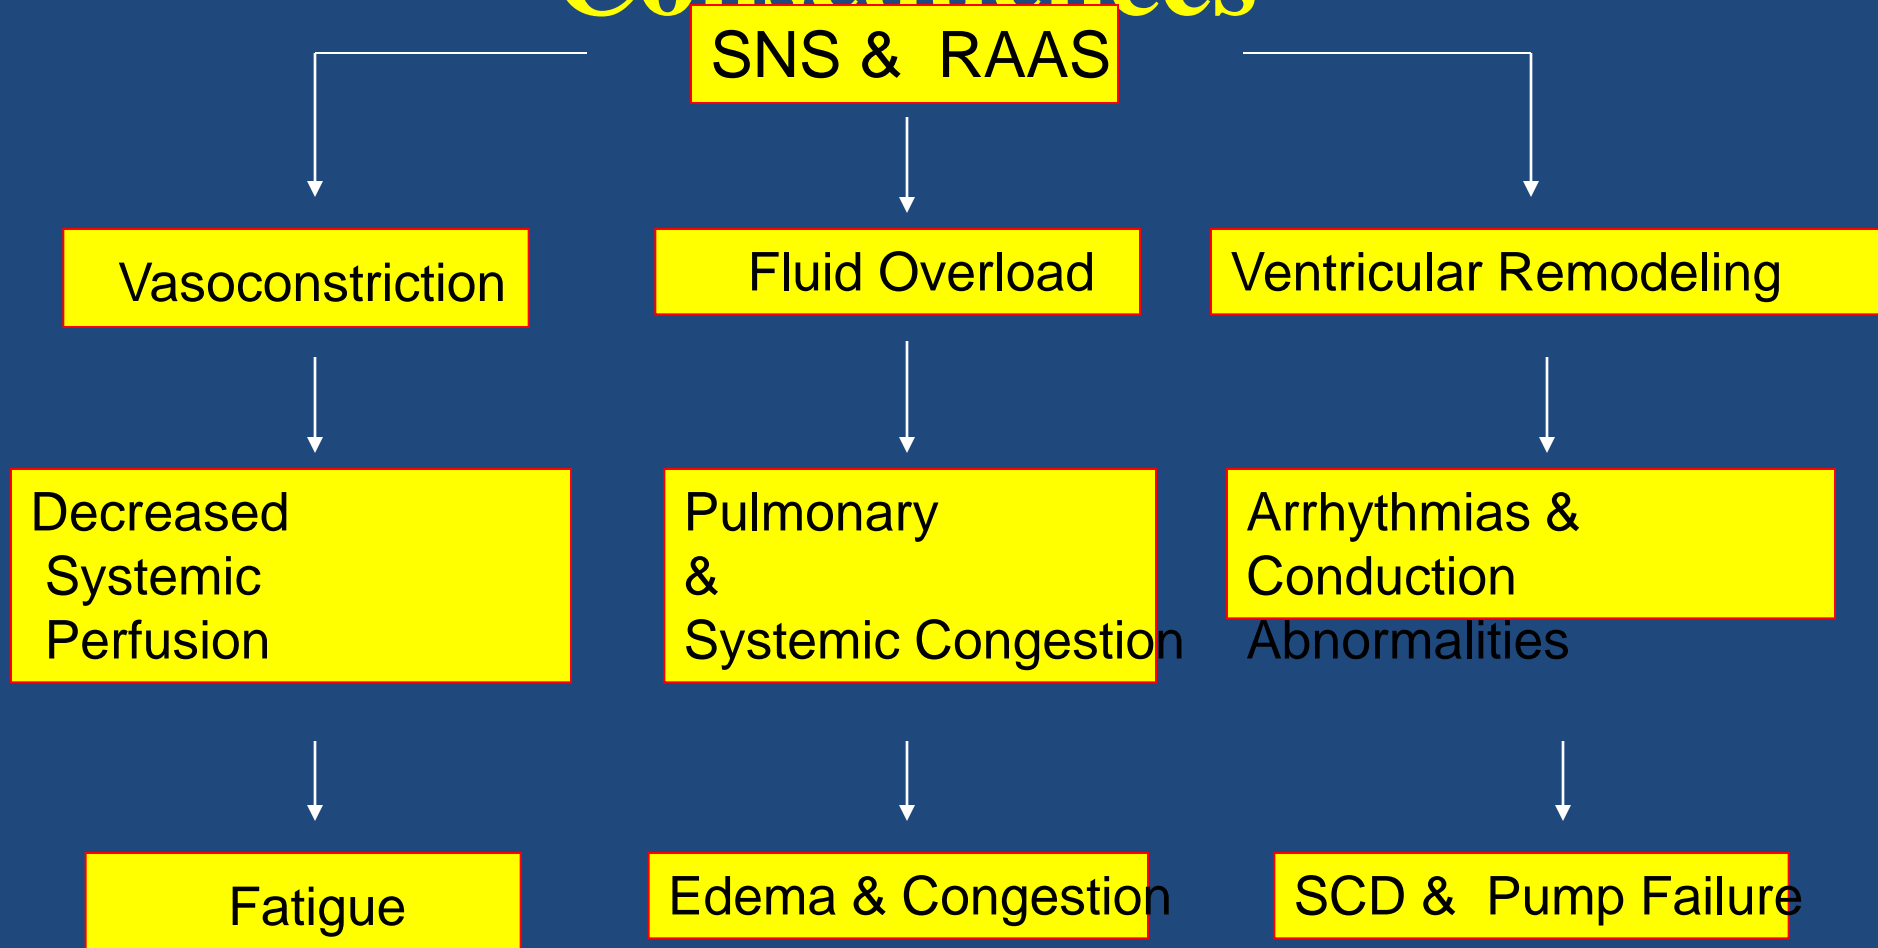 Consequences
SNS & RAAS
Vasoconstriction
Fluid Overload
Ventricular Remodeling
Decreased
Systemic
Perfusion
Pulmonary
&
Systemic Congestion
Arrhythmias &
Conduction
Abnormalities
Fatigue
Edema & Congestion
SCD & Pump Failure